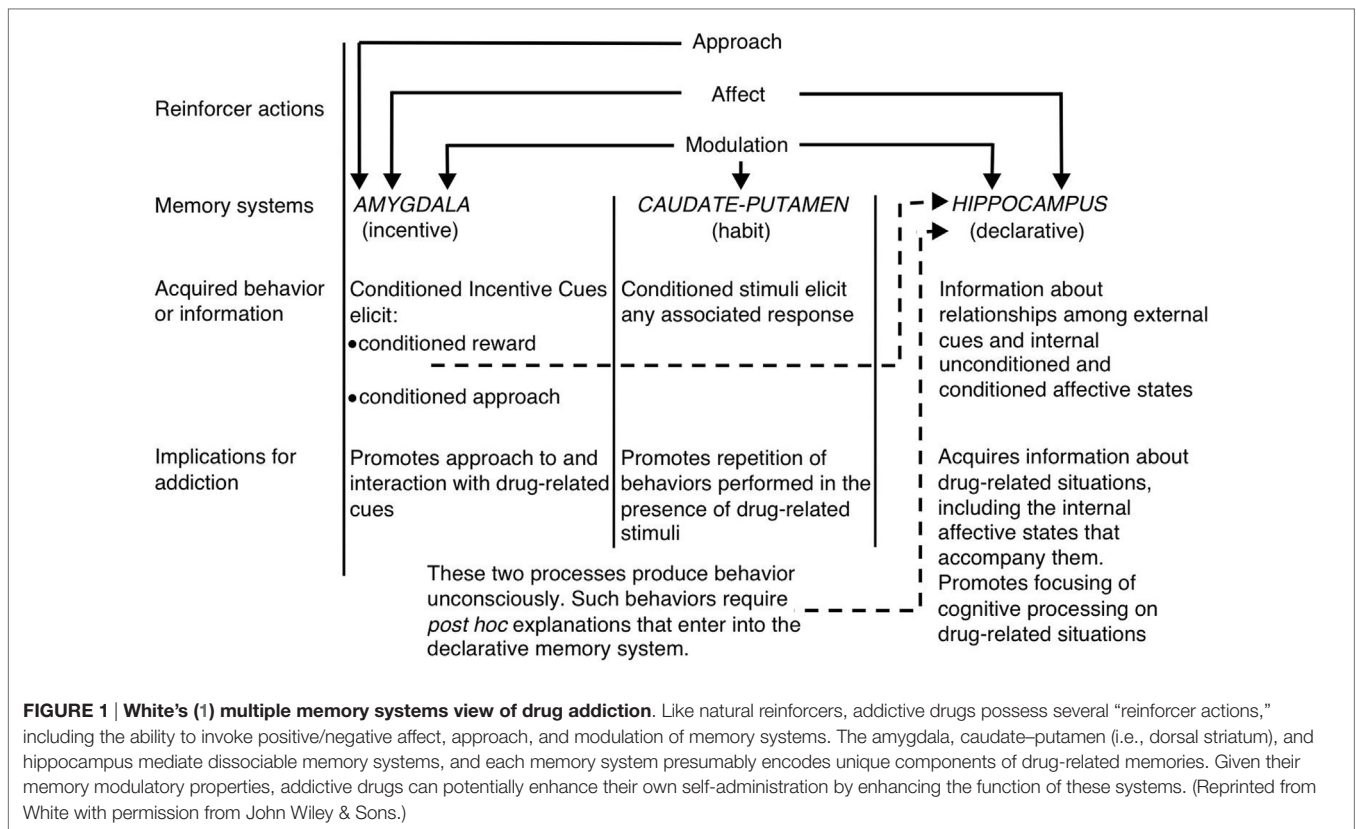 Approach
Reinforcer actions
Affect
Modulation
Memory systems
AMYGDALA
(incentive)
CAUDATE-PUTAMEN
(habit)
HIPPOCAMPUS
(declarative)
Acquired behavior
or information
Conditioned Incentive Cues
elicit:
•conditioned reward
•conditioned approach
Conditioned stimuli elicit
any associated response
Information about
relationships among external
cues and internal
unconditioned and
conditioned affective states
Implications for
addiction
Promotes approach to and
interaction with drug-related
cues
Promotes repetition of
behaviors performed in the
presence of drug-related
stimuli
Acquires information about
drug-related situations,
including the internal
affective states that
accompany them.
Promotes focusing of
cognitive processing on
drug-related situations
These two processes produce behavior
unconsciously. Such behaviors require
post hoc explanations that enter into the
declarative memory system.
FIGURE 1 | White's (1) multiple memory systems view of drug addiction. Like natural reinforcers, addictive drugs possess several “reinforcer actions,”
including the ability to invoke positive/negative affect, approach, and modulation of memory systems. The amygdala, caudate–putamen (i.e., dorsal striatum), and
hippocampus mediate dissociable memory systems, and each memory system presumably encodes unique components of drug-related memories. Given their
memory modulatory properties, addictive drugs can potentially enhance their own self-administration by enhancing the function of these systems. (Reprinted from
White with permission from John Wiley & Sons.)